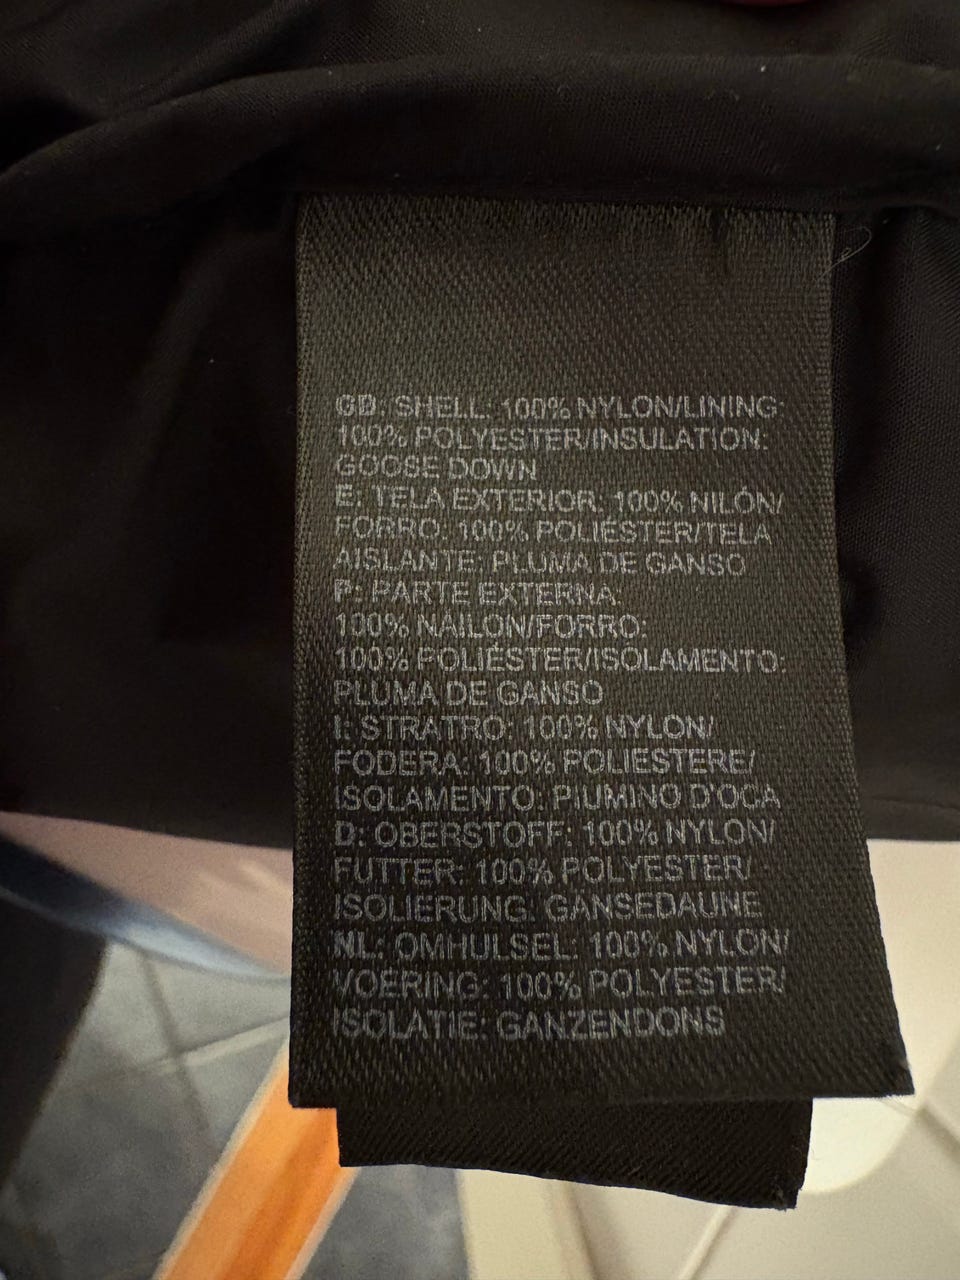 GB: SHELL: 100% NYLON/LINING:
100% POLYESTER/INSULATION:
GOOSE DOWN
E: TELA EXTERIOR: 100% NILÓN/
FORRO: 100% POLIÉSTER/TELA
AISLANTE: PLUMA DE GANSO
P: PARTE EXTERNA:
100% NAILON/FORRO:
100% POLIÉSTER/ISOLAMENTO:
PLUMA DE GANSO
I: STRATRO: 100% NYLON/
FODERA: 100% POLIESTERE/
ISOLAMENTO: PIUMINO D'OCA
D: OBERSTOFF: 100% NYLON/
FUTTER: 100% POLYESTER/
ISOLIERUNG: GÄNSEDAUNE
NL: OMHULSEL: 100% NYLON/
VOERING: 100% POLYESTER/
ISOLATIE: GANZENDONS